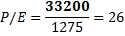 P/E = 33200/1275 = 26